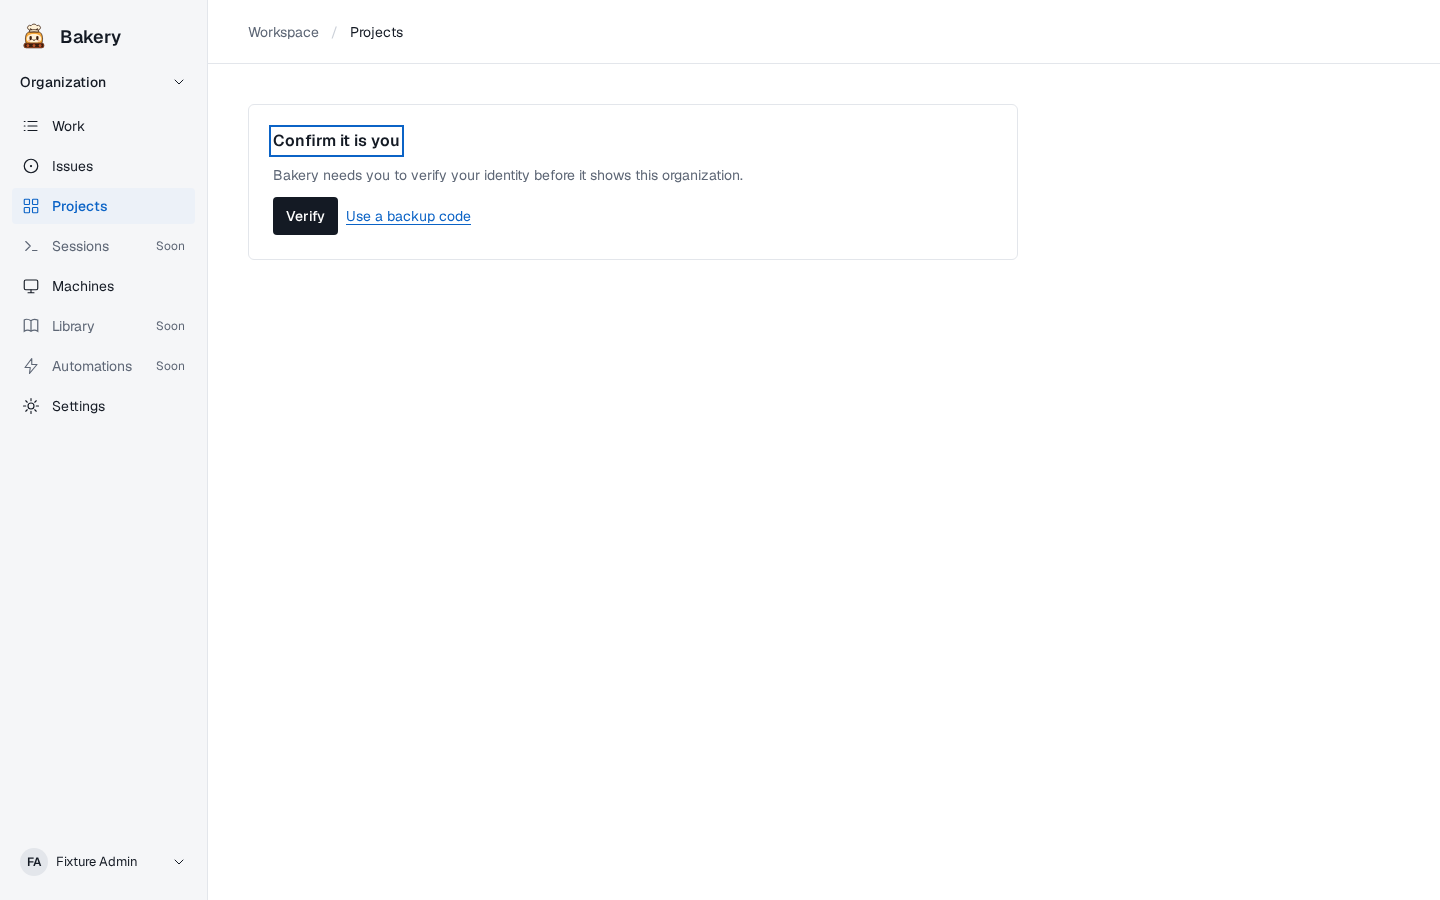 Bakery
Organization
Work
Issues
Projects
Sessions Soon
Machines
Library Soon
Automations Soon
Settings
FA Fixture Admin
Workspace / Projects
Confirm it is you
Bakery needs you to verify your identity before it shows this organization.
Verify Use a backup code